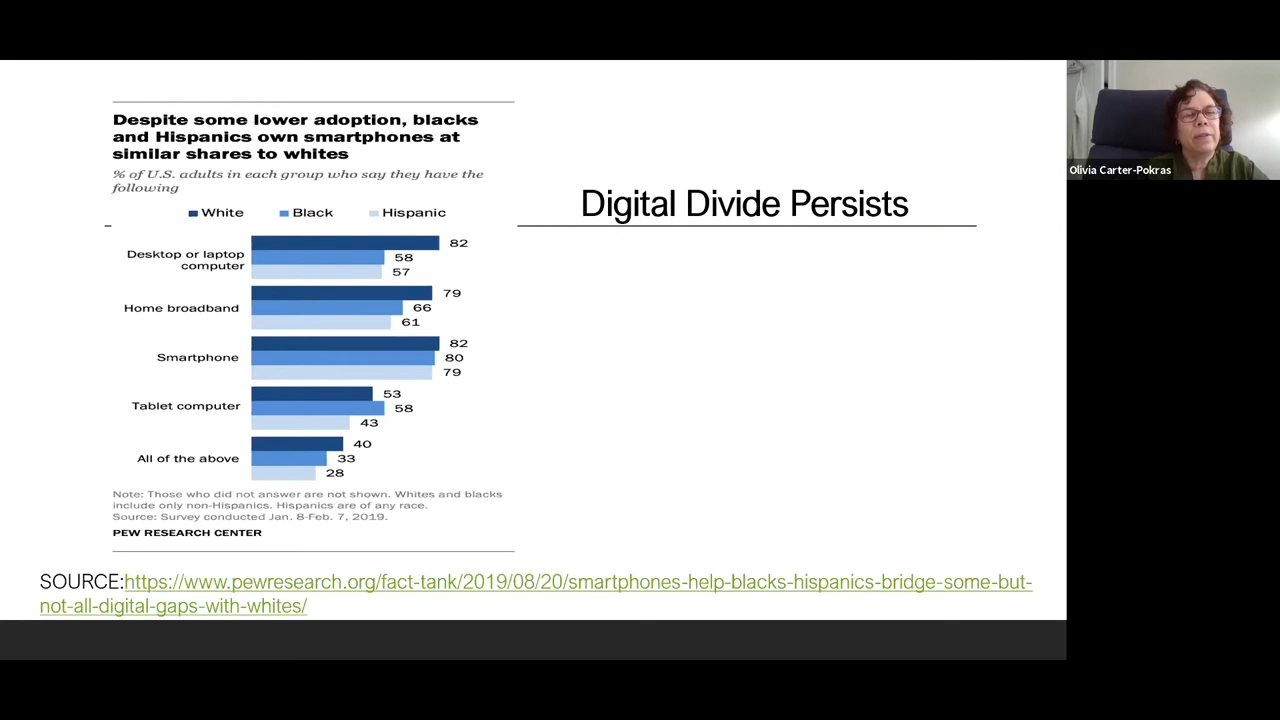 Despite some lower adoption, blacks
and Hispanics own smartphones at
similar shares to whites
% of U.S. adults in each group who say they have the
following
White Black Hispanic
Desktop or laptop
computer
82
58
57
Home broadband
79
66
61
Smartphone
82
80
79
Tablet computer
53
58
43
All of the above
40
33
28
Note: Those who did not answer are not shown. Whites and blacks
include only non-Hispanics. Hispanics are of any race.
Source: Survey conducted Jan. 8-Feb. 7, 2019.
PEW RESEARCH CENTER
Digital Divide Persists
SOURCE:https://www.pewresearch.org/fact-tank/2019/08/20/smartphones-help-blacks-hispanics-bridge-some-but-
not-all-digital-gaps-with-whites/
Olivia Carter-Pokras